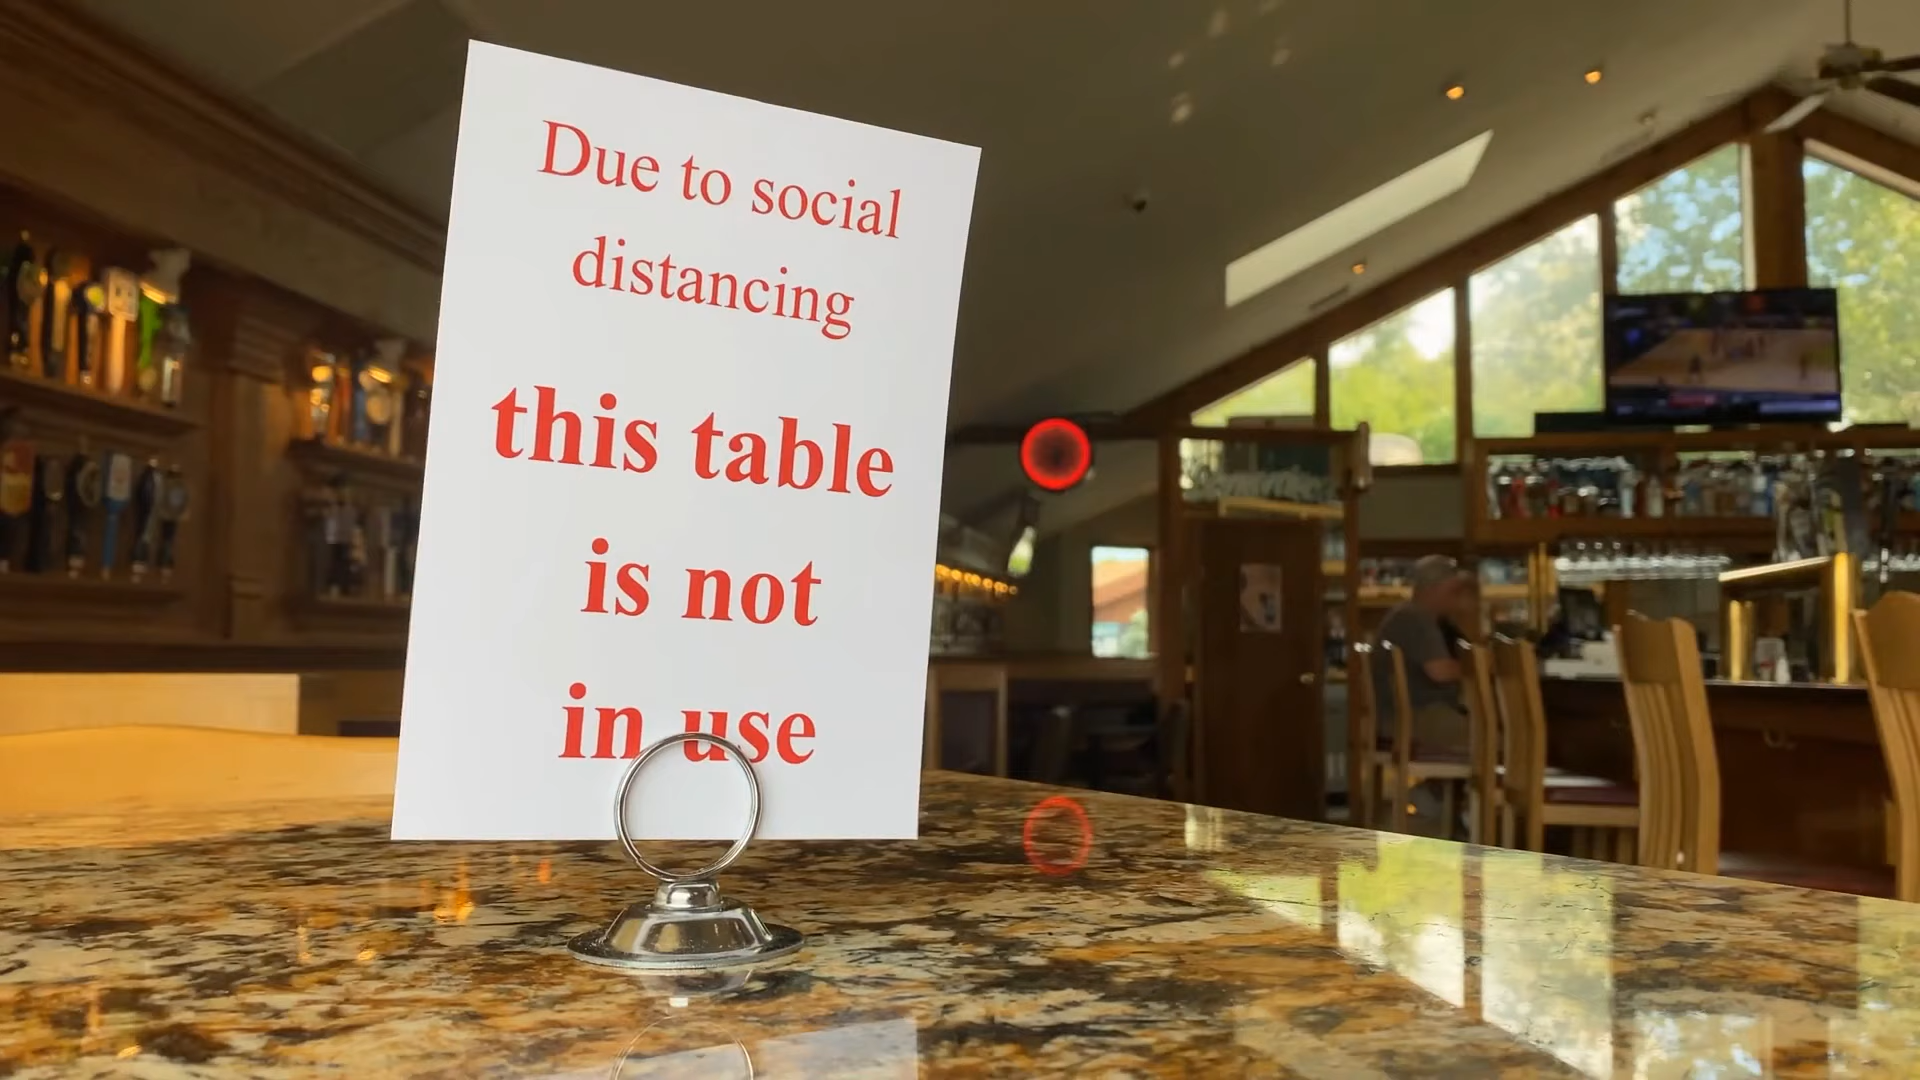 Due to social
distancing
this table
is not
in use